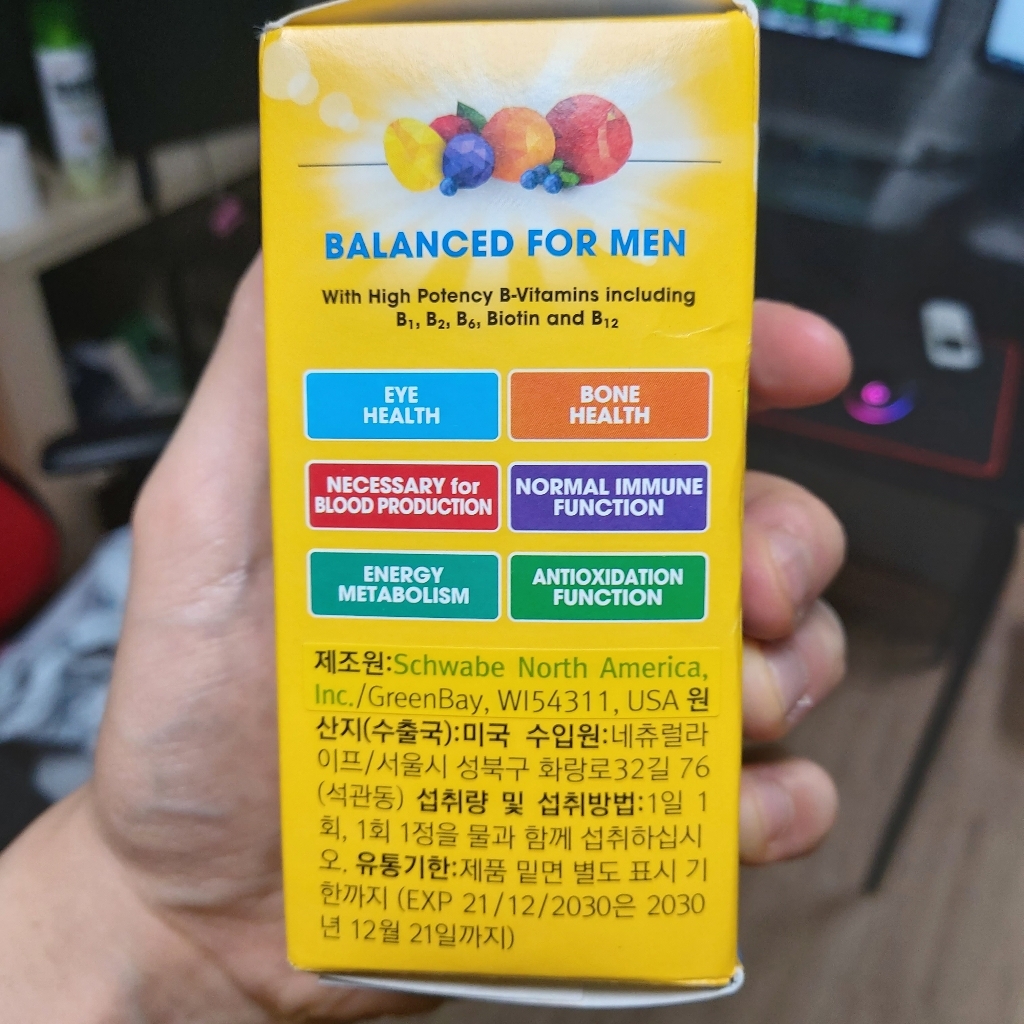 BALANCED FOR MEN
With High Potency B-Vitamins including
B₁, B₂, B₆, Biotin and B₁₂
EYE
HEALTH
BONE
HEALTH
NECESSARY for
BLOOD PRODUCTION
NORMAL IMMUNE
FUNCTION
ENERGY
METABOLISM
ANTIOXIDATION
FUNCTION
제조원:Schwabe North America,
Inc./GreenBay, WI54311, USA 원
산지(수출국):미국 수입원:네츄럴라
이프/서울시 성북구 화랑로32길 76
(석관동) 섭취량 및 섭취방법:1일 1
회, 1회 1정을 물과 함께 섭취하십시
오. 유통기한:제품 밑면 별도 표시 기
한까지 (EXP 21/12/2030은 2030
년 12월 21일까지)